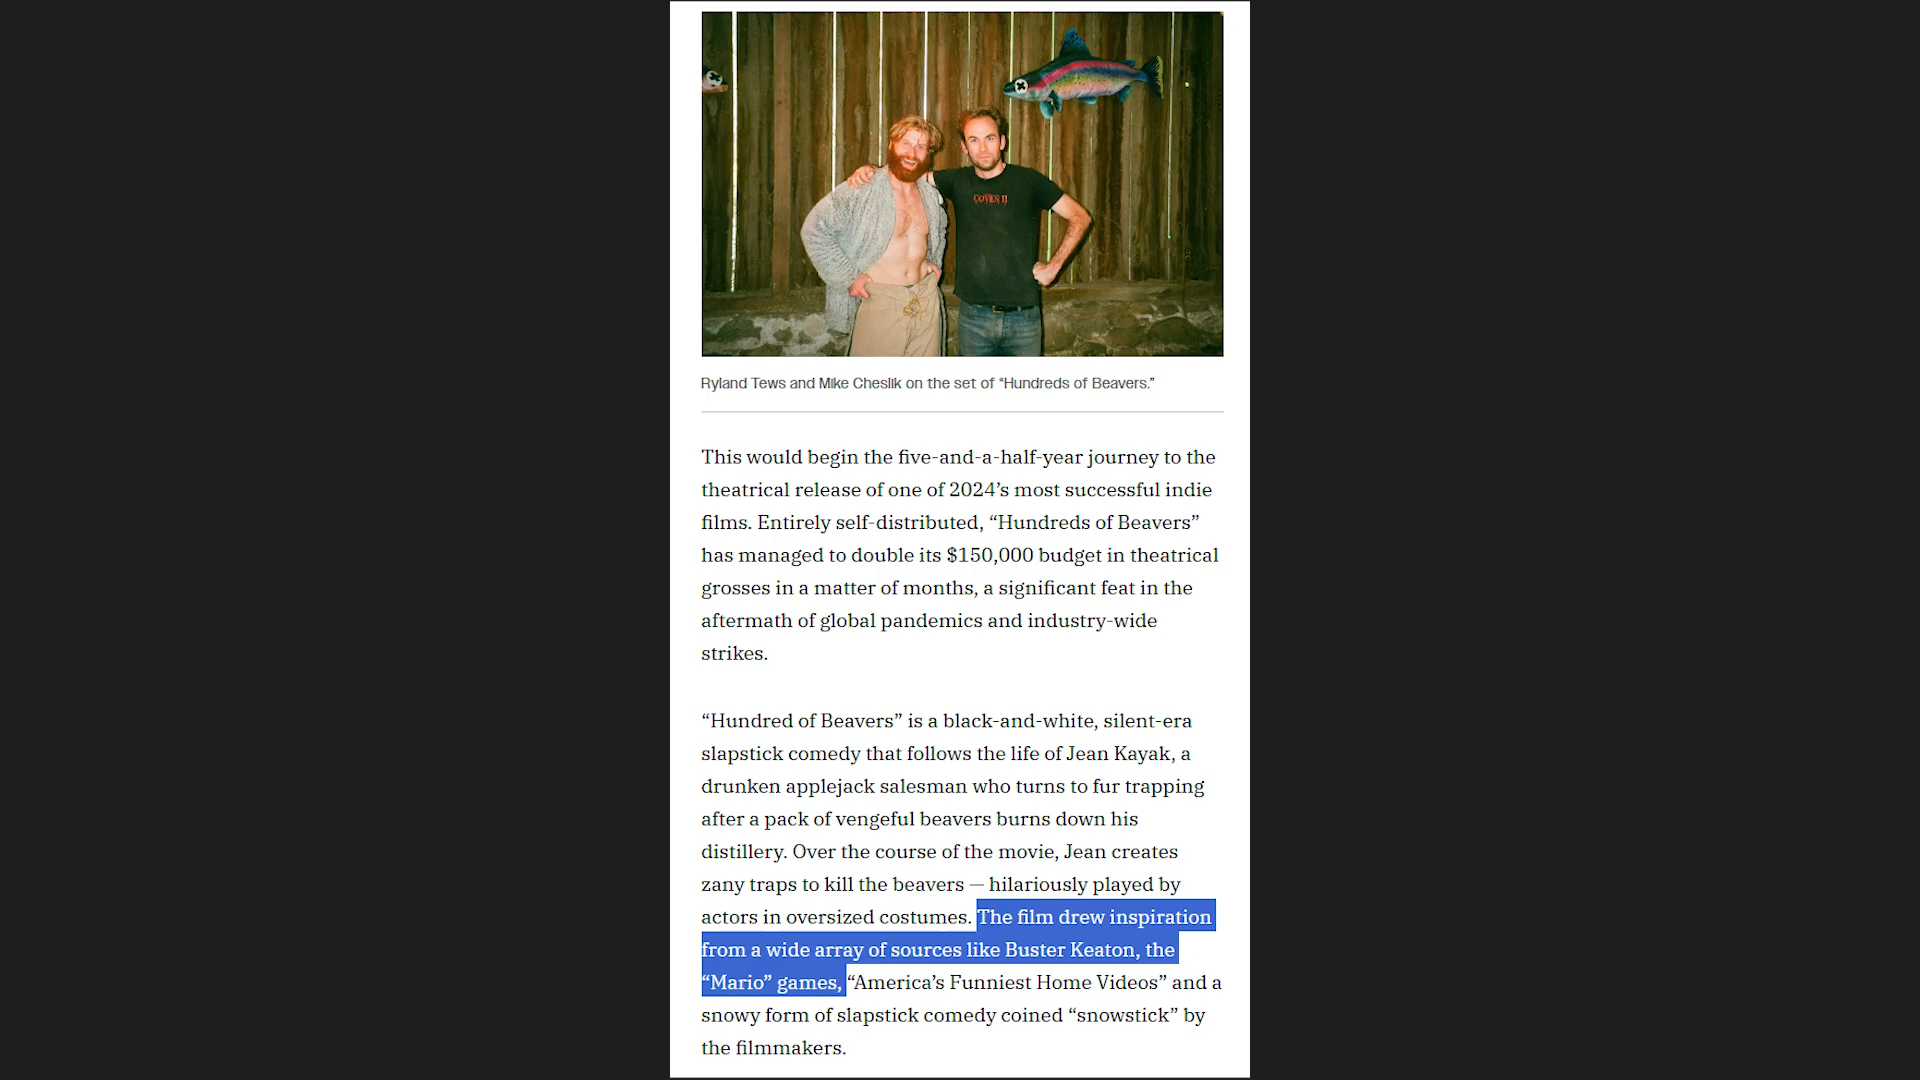 COVEN II
Ryland Tews and Mike Cheslik on the set of “Hundreds of Beavers.”
This would begin the five-and-a-half-year journey to the
theatrical release of one of 2024’s most successful indie
films. Entirely self-distributed, “Hundreds of Beavers”
has managed to double its $150,000 budget in theatrical
grosses in a matter of months, a significant feat in the
aftermath of global pandemics and industry-wide
strikes.
“Hundred of Beavers” is a black-and-white, silent-era
slapstick comedy that follows the life of Jean Kayak, a
drunken applejack salesman who turns to fur trapping
after a pack of vengeful beavers burns down his
distillery. Over the course of the movie, Jean creates
zany traps to kill the beavers — hilariously played by
actors in oversized costumes. The film drew inspiration
from a wide array of sources like Buster Keaton, the
“Mario” games, “America’s Funniest Home Videos” and a
snowy form of slapstick comedy coined “snowstick” by
the filmmakers.